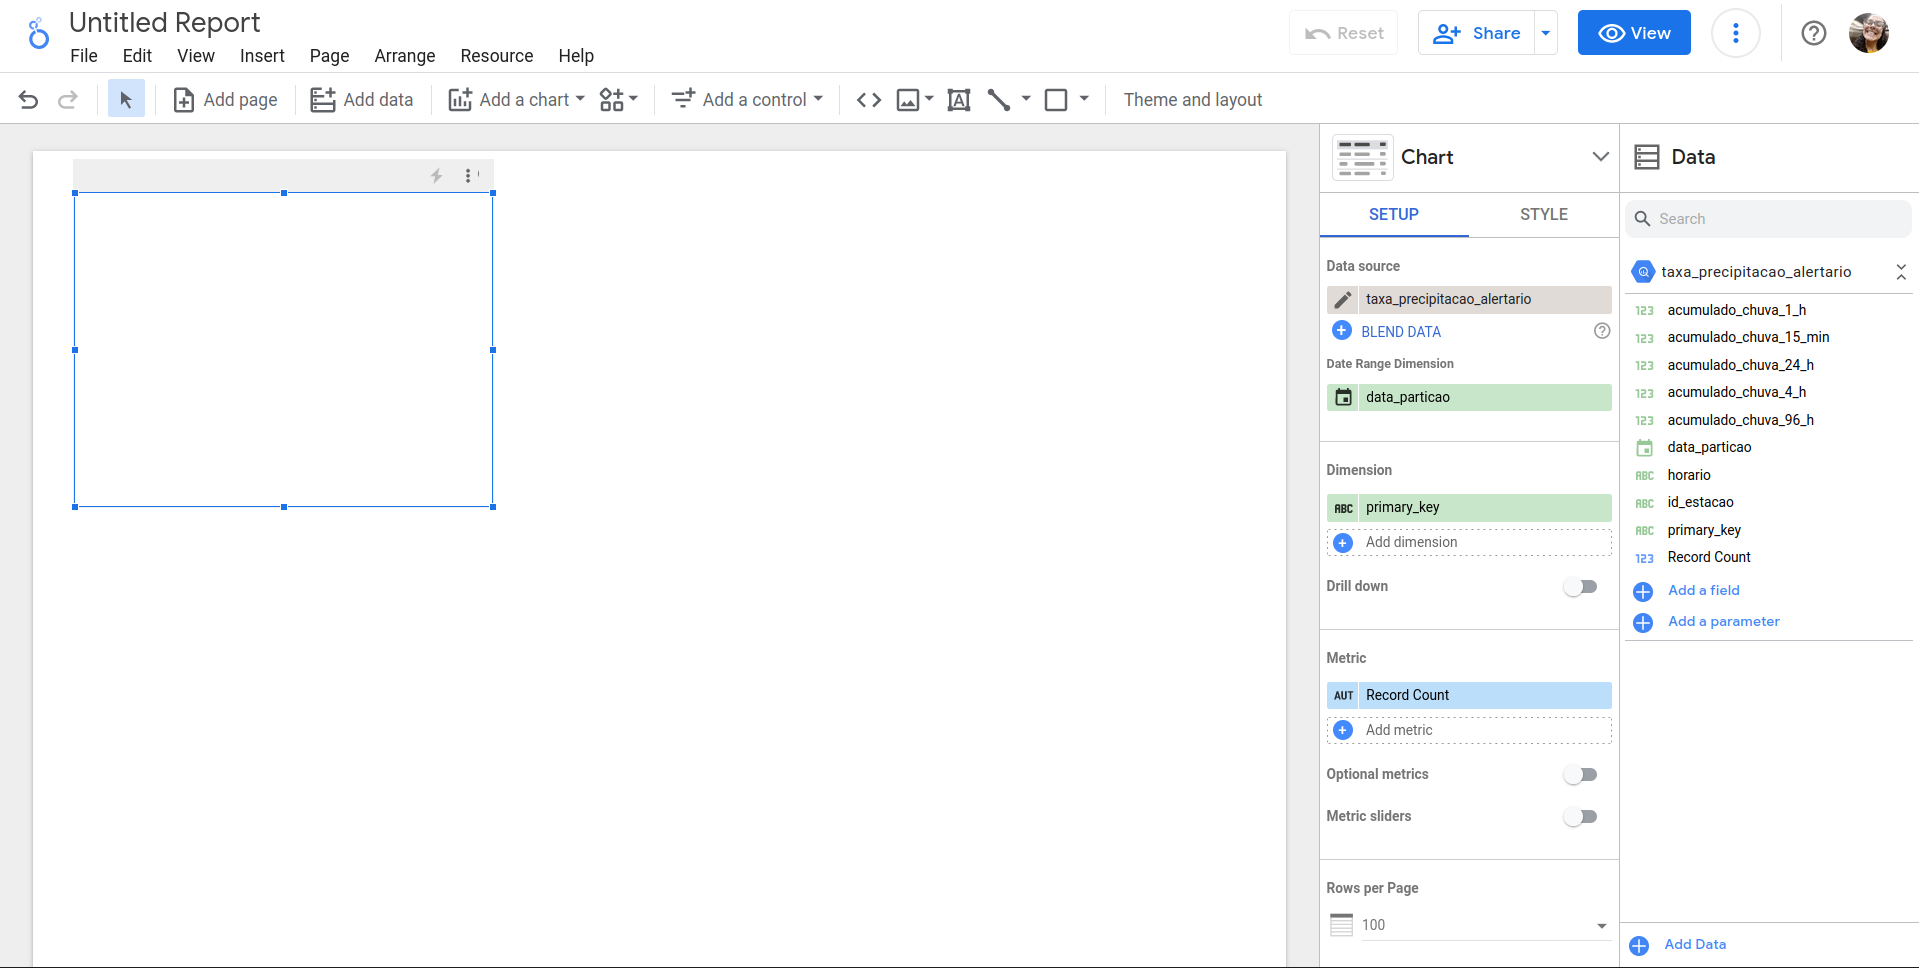 Untitled Report
File Edit View Insert Page Arrange Resource Help
Reset
Share
View
Add page
Add data
Add a chart
Add a control
Theme and layout
Chart
SETUP
STYLE
Data source
taxa_precipitacao_alertario
BLEND DATA
Date Range Dimension
data_particao
Dimension
ABC primary_key
Add dimension
Drill down
Metric
AUT Record Count
Add metric
Optional metrics
Metric sliders
Rows per Page
100
Data
Search
taxa_precipitacao_alertario
123 acumulado_chuva_1_h
123 acumulado_chuva_15_min
123 acumulado_chuva_24_h
123 acumulado_chuva_4_h
123 acumulado_chuva_96_h
data_particao
ABC horario
ABC id_estacao
ABC primary_key
123 Record Count
Add a field
Add a parameter
Add Data